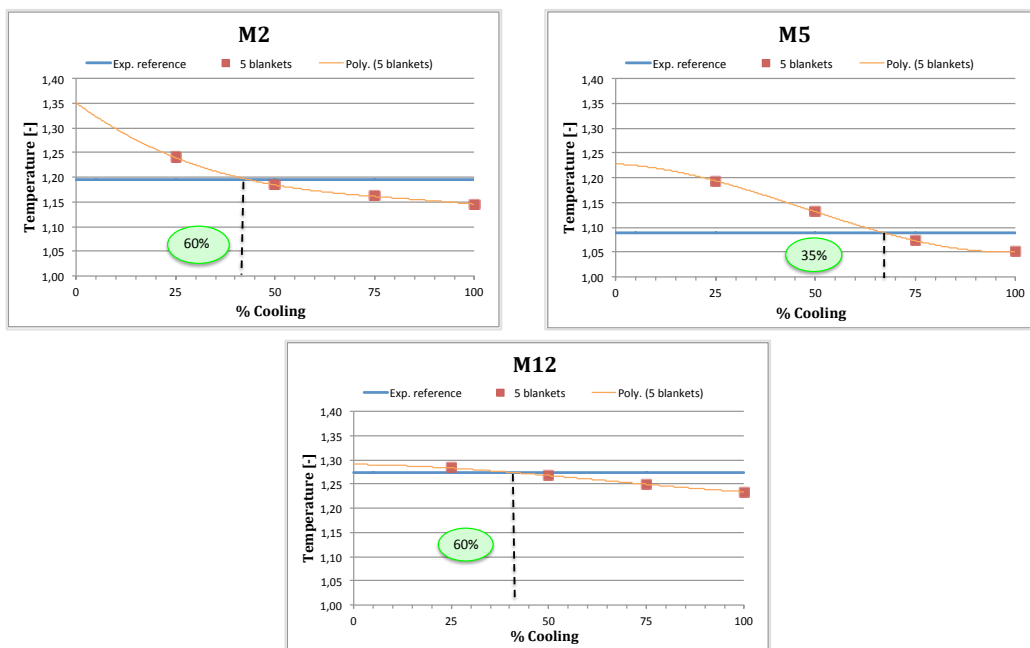 M2
Exp. reference 5 blankets Poly. (5 blankets)
Temperature [-]
1,40
1,35
1,30
1,25
1,20
1,15
1,10
1,05
1,00
60%
0 25 50 75 100
% Cooling
M5
Exp. reference 5 blankets Poly. (5 blankets)
Temperature [-]
1,40
1,35
1,30
1,25
1,20
1,15
1,10
1,05
1,00
35%
0 25 50 75 100
% Cooling
M12
Exp. reference 5 blankets Poly. (5 blankets)
Temperature [-]
1,40
1,35
1,30
1,25
1,20
1,15
1,10
1,05
1,00
60%
0 25 50 75 100
% Cooling